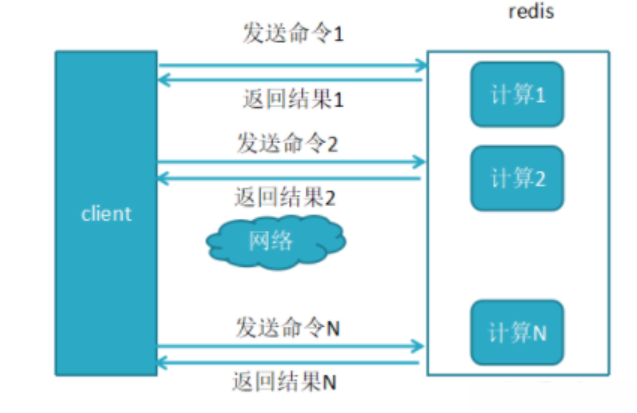 redis
发送命令1
返回结果1
计算1
发送命令2
返回结果2
计算2
client
网络
发送命令N
返回结果N
计算N